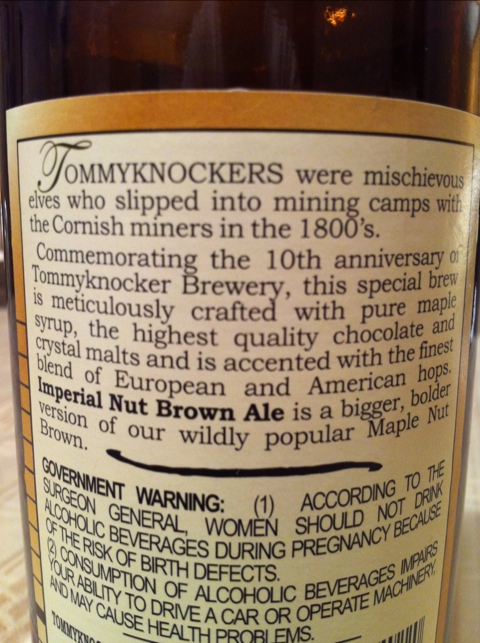 TOMMYKNOCKERS were mischievous
elves who slipped into mining camps with
the Cornish miners in the 1800's.
Commemorating the 10th anniversary of
Tommyknocker Brewery, this special brew
is meticulously crafted with pure maple
syrup, the highest quality chocolate and
crystal malts and is accented with the finest
blend of European and American hops.
Imperial Nut Brown Ale is a bigger, bolder
version of our wildly popular Maple Nut
Brown.
GOVERNMENT WARNING: (1) ACCORDING TO THE
SURGEON GENERAL, WOMEN SHOULD NOT DRINK
ALCOHOLIC BEVERAGES DURING PREGNANCY BECAUSE
OF THE RISK OF BIRTH DEFECTS.
(2) CONSUMPTION OF ALCOHOLIC BEVERAGES IMPAIRS
YOUR ABILITY TO DRIVE A CAR OR OPERATE MACHINERY,
AND MAY CAUSE HEALTH PROBLEMS.